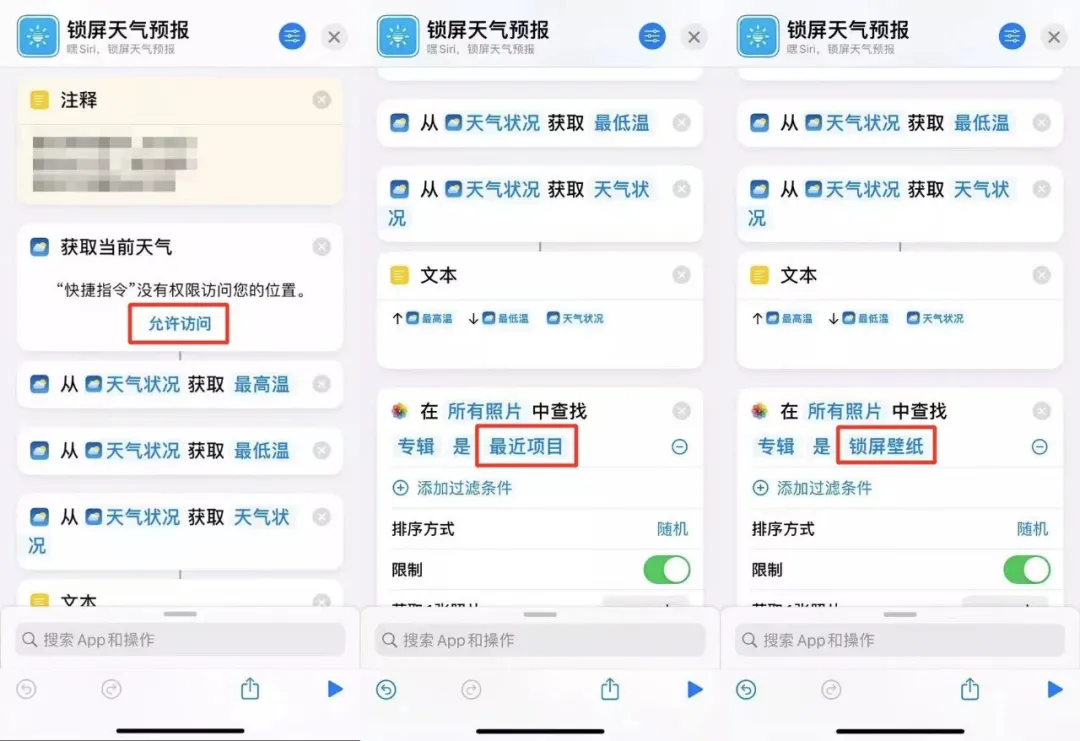 锁屏天气预报
嘿Siri，锁屏天气预报
注释
获取当前天气
“快捷指令”没有权限访问您的位置。
允许访问
从 天气状况 获取 最高温
从 天气状况 获取 最低温
从 天气状况 获取 天气状
况
文本
搜索 App 和操作
锁屏天气预报
嘿Siri，锁屏天气预报
从 天气状况 获取 最低温
从 天气状况 获取 天气状
况
文本
↑ 最高温 ↓ 最低温 天气状况
在 所有照片 中查找
专辑 是 最近项目
添加过滤条件
排序方式 随机
限制
搜索 App 和操作
锁屏天气预报
嘿Siri，锁屏天气预报
从 天气状况 获取 最低温
从 天气状况 获取 天气状
况
文本
↑ 最高温 ↓ 最低温 天气状况
在 所有照片 中查找
专辑 是 锁屏壁纸
添加过滤条件
排序方式 随机
限制
搜索 App 和操作